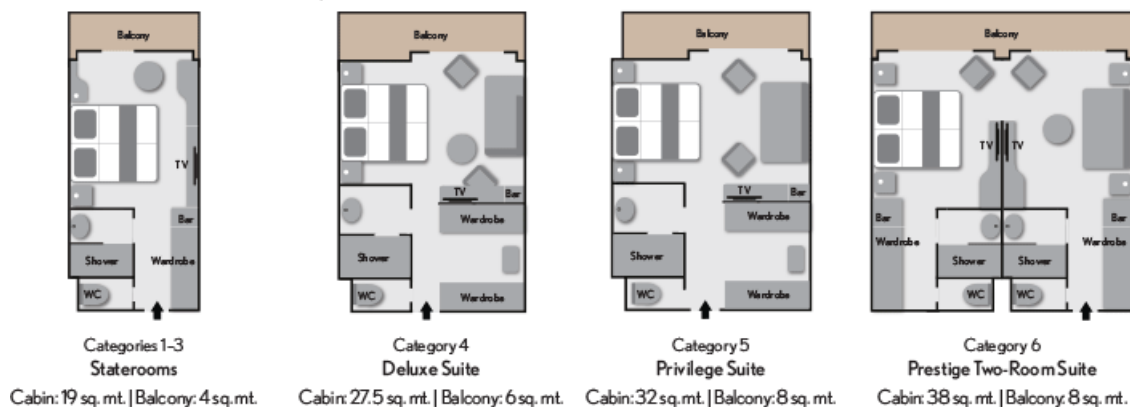 Balcony
TV
Bar
Shower
Wardrobe
WC
Categories 1-3
Staterooms
Cabin: 19 sq. mt. | Balcony: 4 sq. mt.
Balcony
TV
Bar
Wardrobe
Shower
WC
Wardrobe
Category 4
Deluxe Suite
Cabin: 27.5 sq. mt. | Balcony: 6 sq. mt.
Balcony
TV
Bar
Wardrobe
Shower
WC
Wardrobe
Category 5
Privilege Suite
Cabin: 32 sq. mt. | Balcony: 8 sq. mt.
Balcony
TV
TV
Bar
Bar
Wardrobe
Wardrobe
Shower
Shower
WC
WC
Category 6
Prestige Two-Room Suite
Cabin: 38 sq. mt. | Balcony: 8 sq. mt.